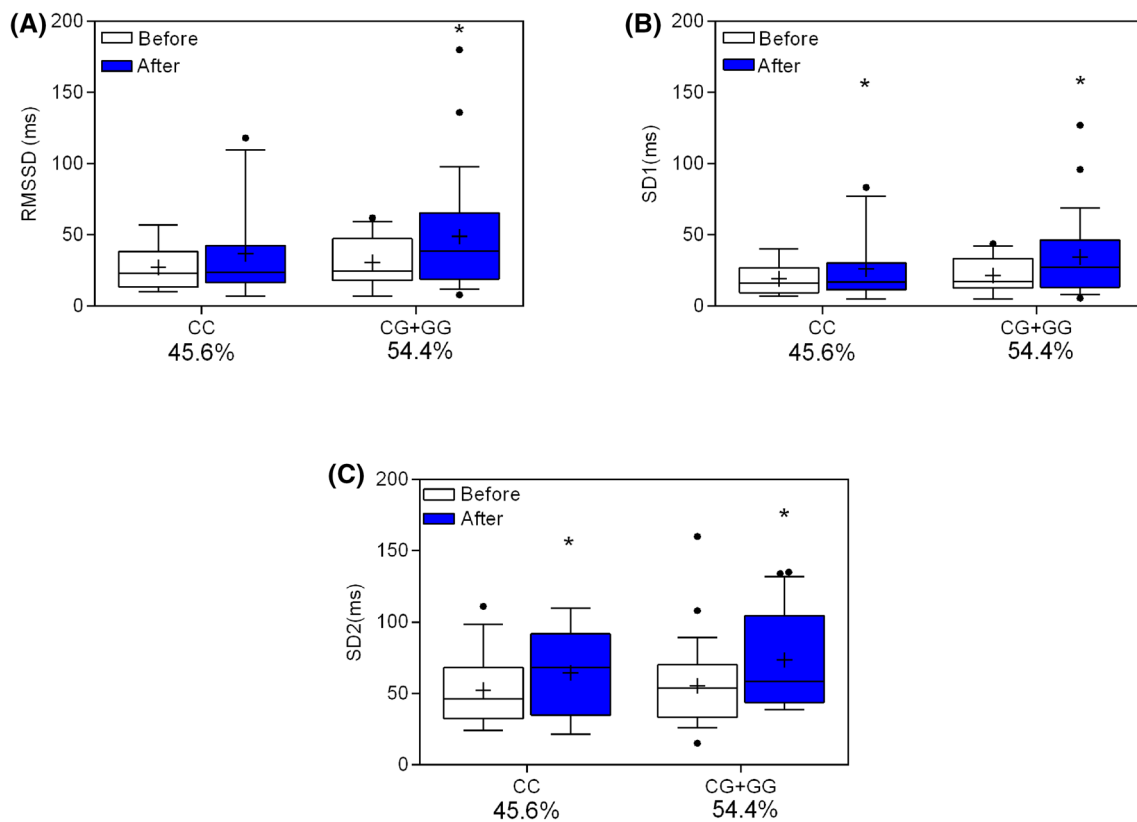 (A)
200
150
100
50
0
RMSSD (ms)
Before
After
*
CC
45.6%
CG+GG
54.4%
(B)
200
150
100
50
0
SD1(ms)
Before
After
*
*
CC
45.6%
CG+GG
54.4%
(C)
200
150
100
50
0
SD2(ms)
Before
After
*
*
CC
45.6%
CG+GG
54.4%